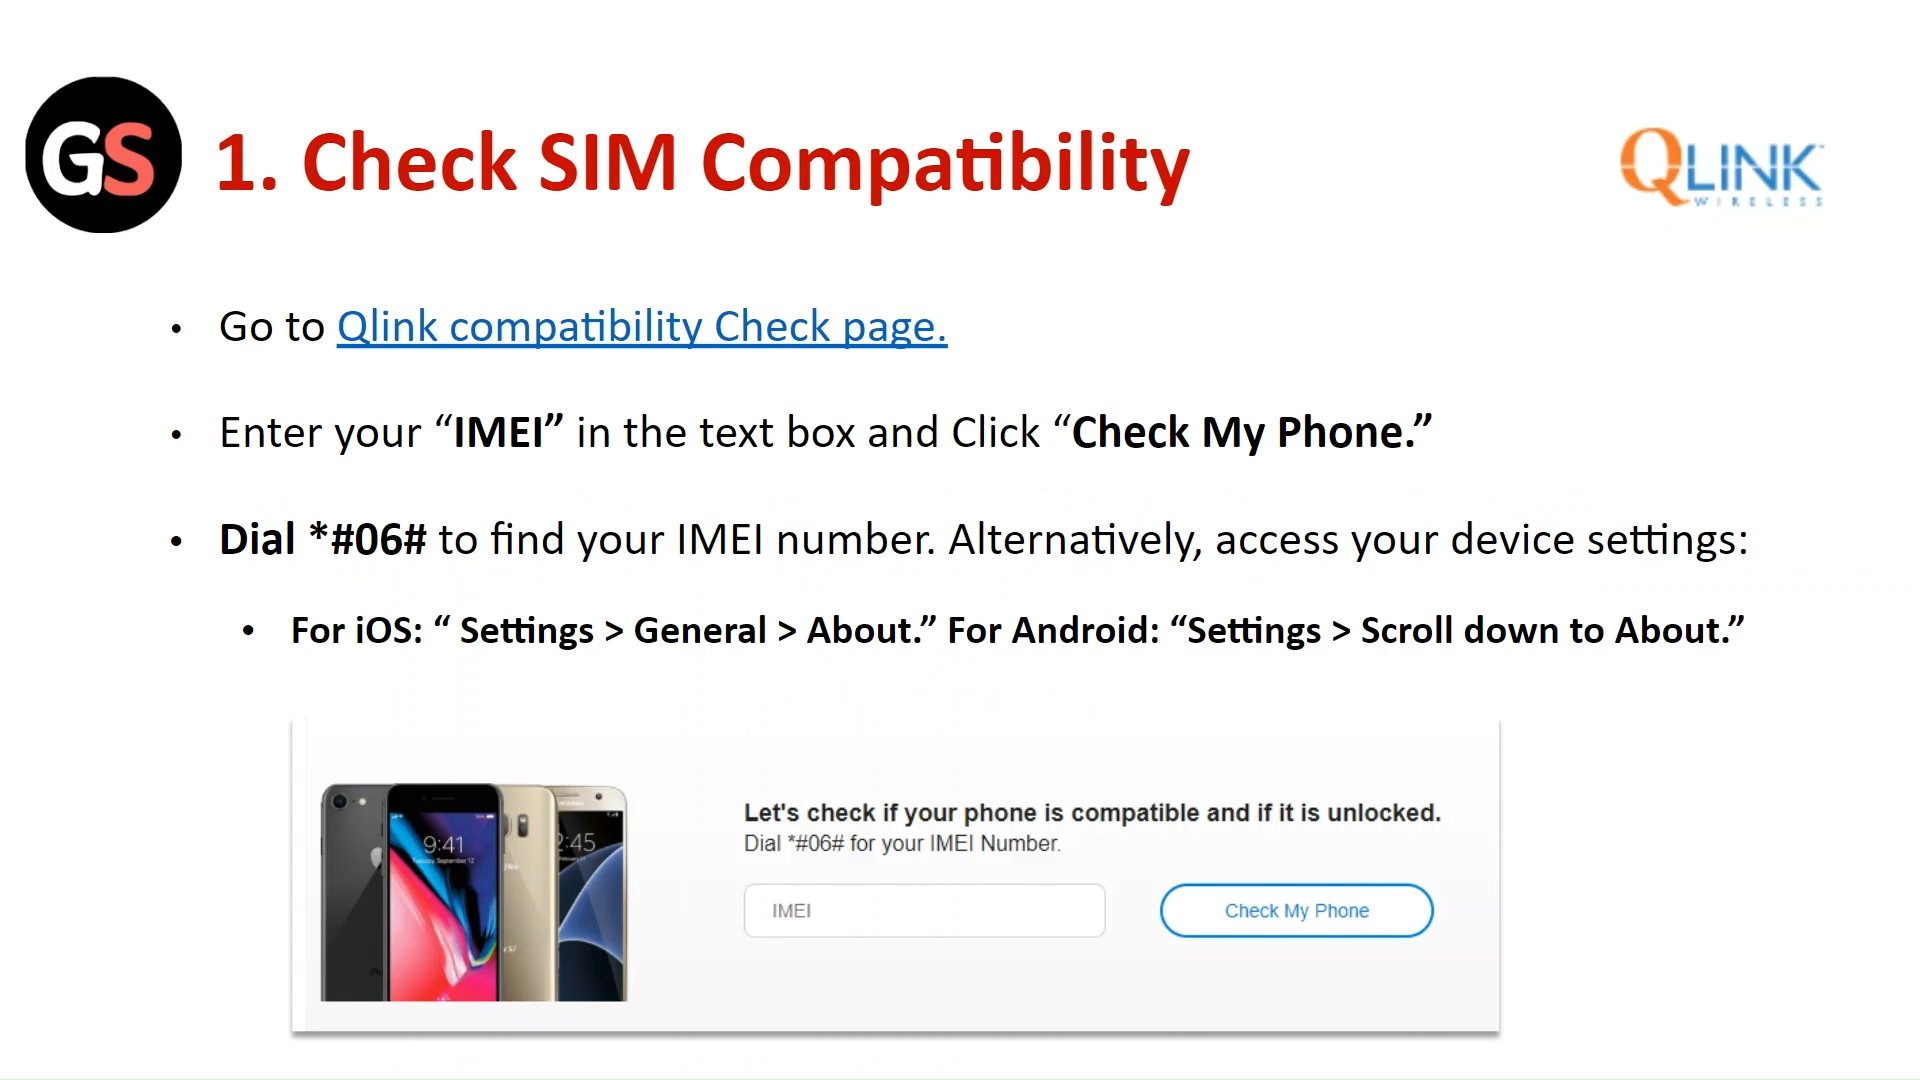 GS
1. Check SIM Compatibility
QLINK
WIRELESS
• Go to Qlink compatibility Check page.
• Enter your “IMEI” in the text box and Click “Check My Phone.”
• Dial *#06# to find your IMEI number. Alternatively, access your device settings:
• For iOS: “ Settings > General > About.” For Android: “Settings > Scroll down to About.”
9:41
Tuesday, September 12
2:45
Let's check if your phone is compatible and if it is unlocked.
Dial *#06# for your IMEI Number.
IMEI
Check My Phone